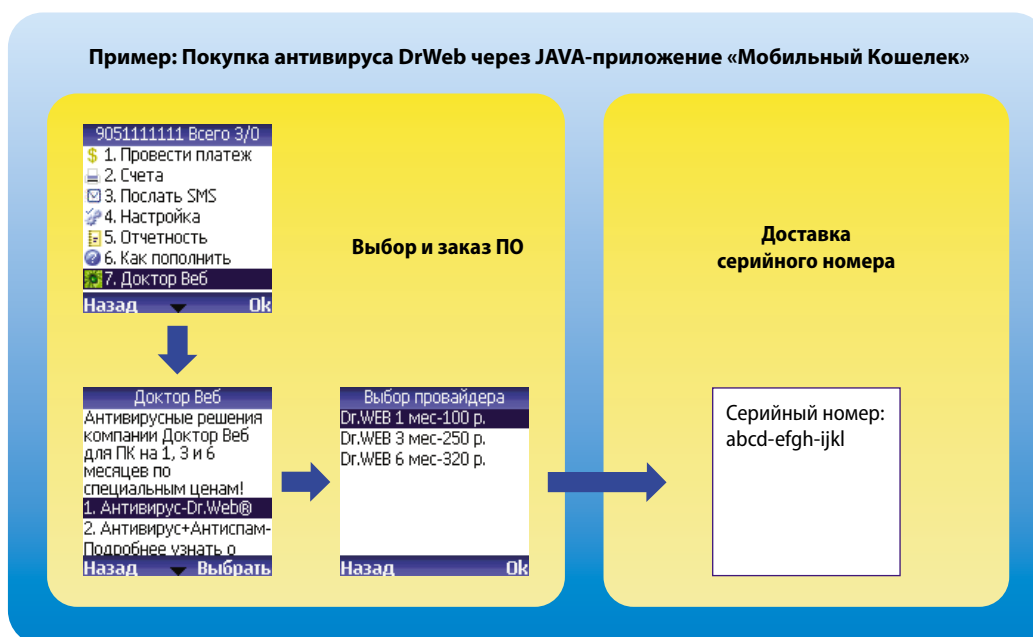 Пример: Покупка антивируса DrWeb через JAVA-приложение «Мобильный Кошелек»
9051111111 Всего 3/0
1. Провести платеж
2. Счета
3. Послать SMS
4. Настройка
5. Отчетность
6. Как пополнить
7. Доктор Веб
Назад Ok
Выбор и заказ ПО
Доктор Веб
Антивирусные решения
компании Доктор Веб
для ПК на 1, 3 и 6
месяцев по
специальным ценам!
1. Антивирус-Dr.Web®
2. Антивирус+Антиспам-
Подробнее узнать о
Назад Выбрать
Выбор провайдера
Dr.WEB 1 мес-100 р.
Dr.WEB 3 мес-250 р.
Dr.WEB 6 мес-320 р.
Назад Ok
Доставка
серийного номера
Серийный номер:
abcd-efgh-ijkl